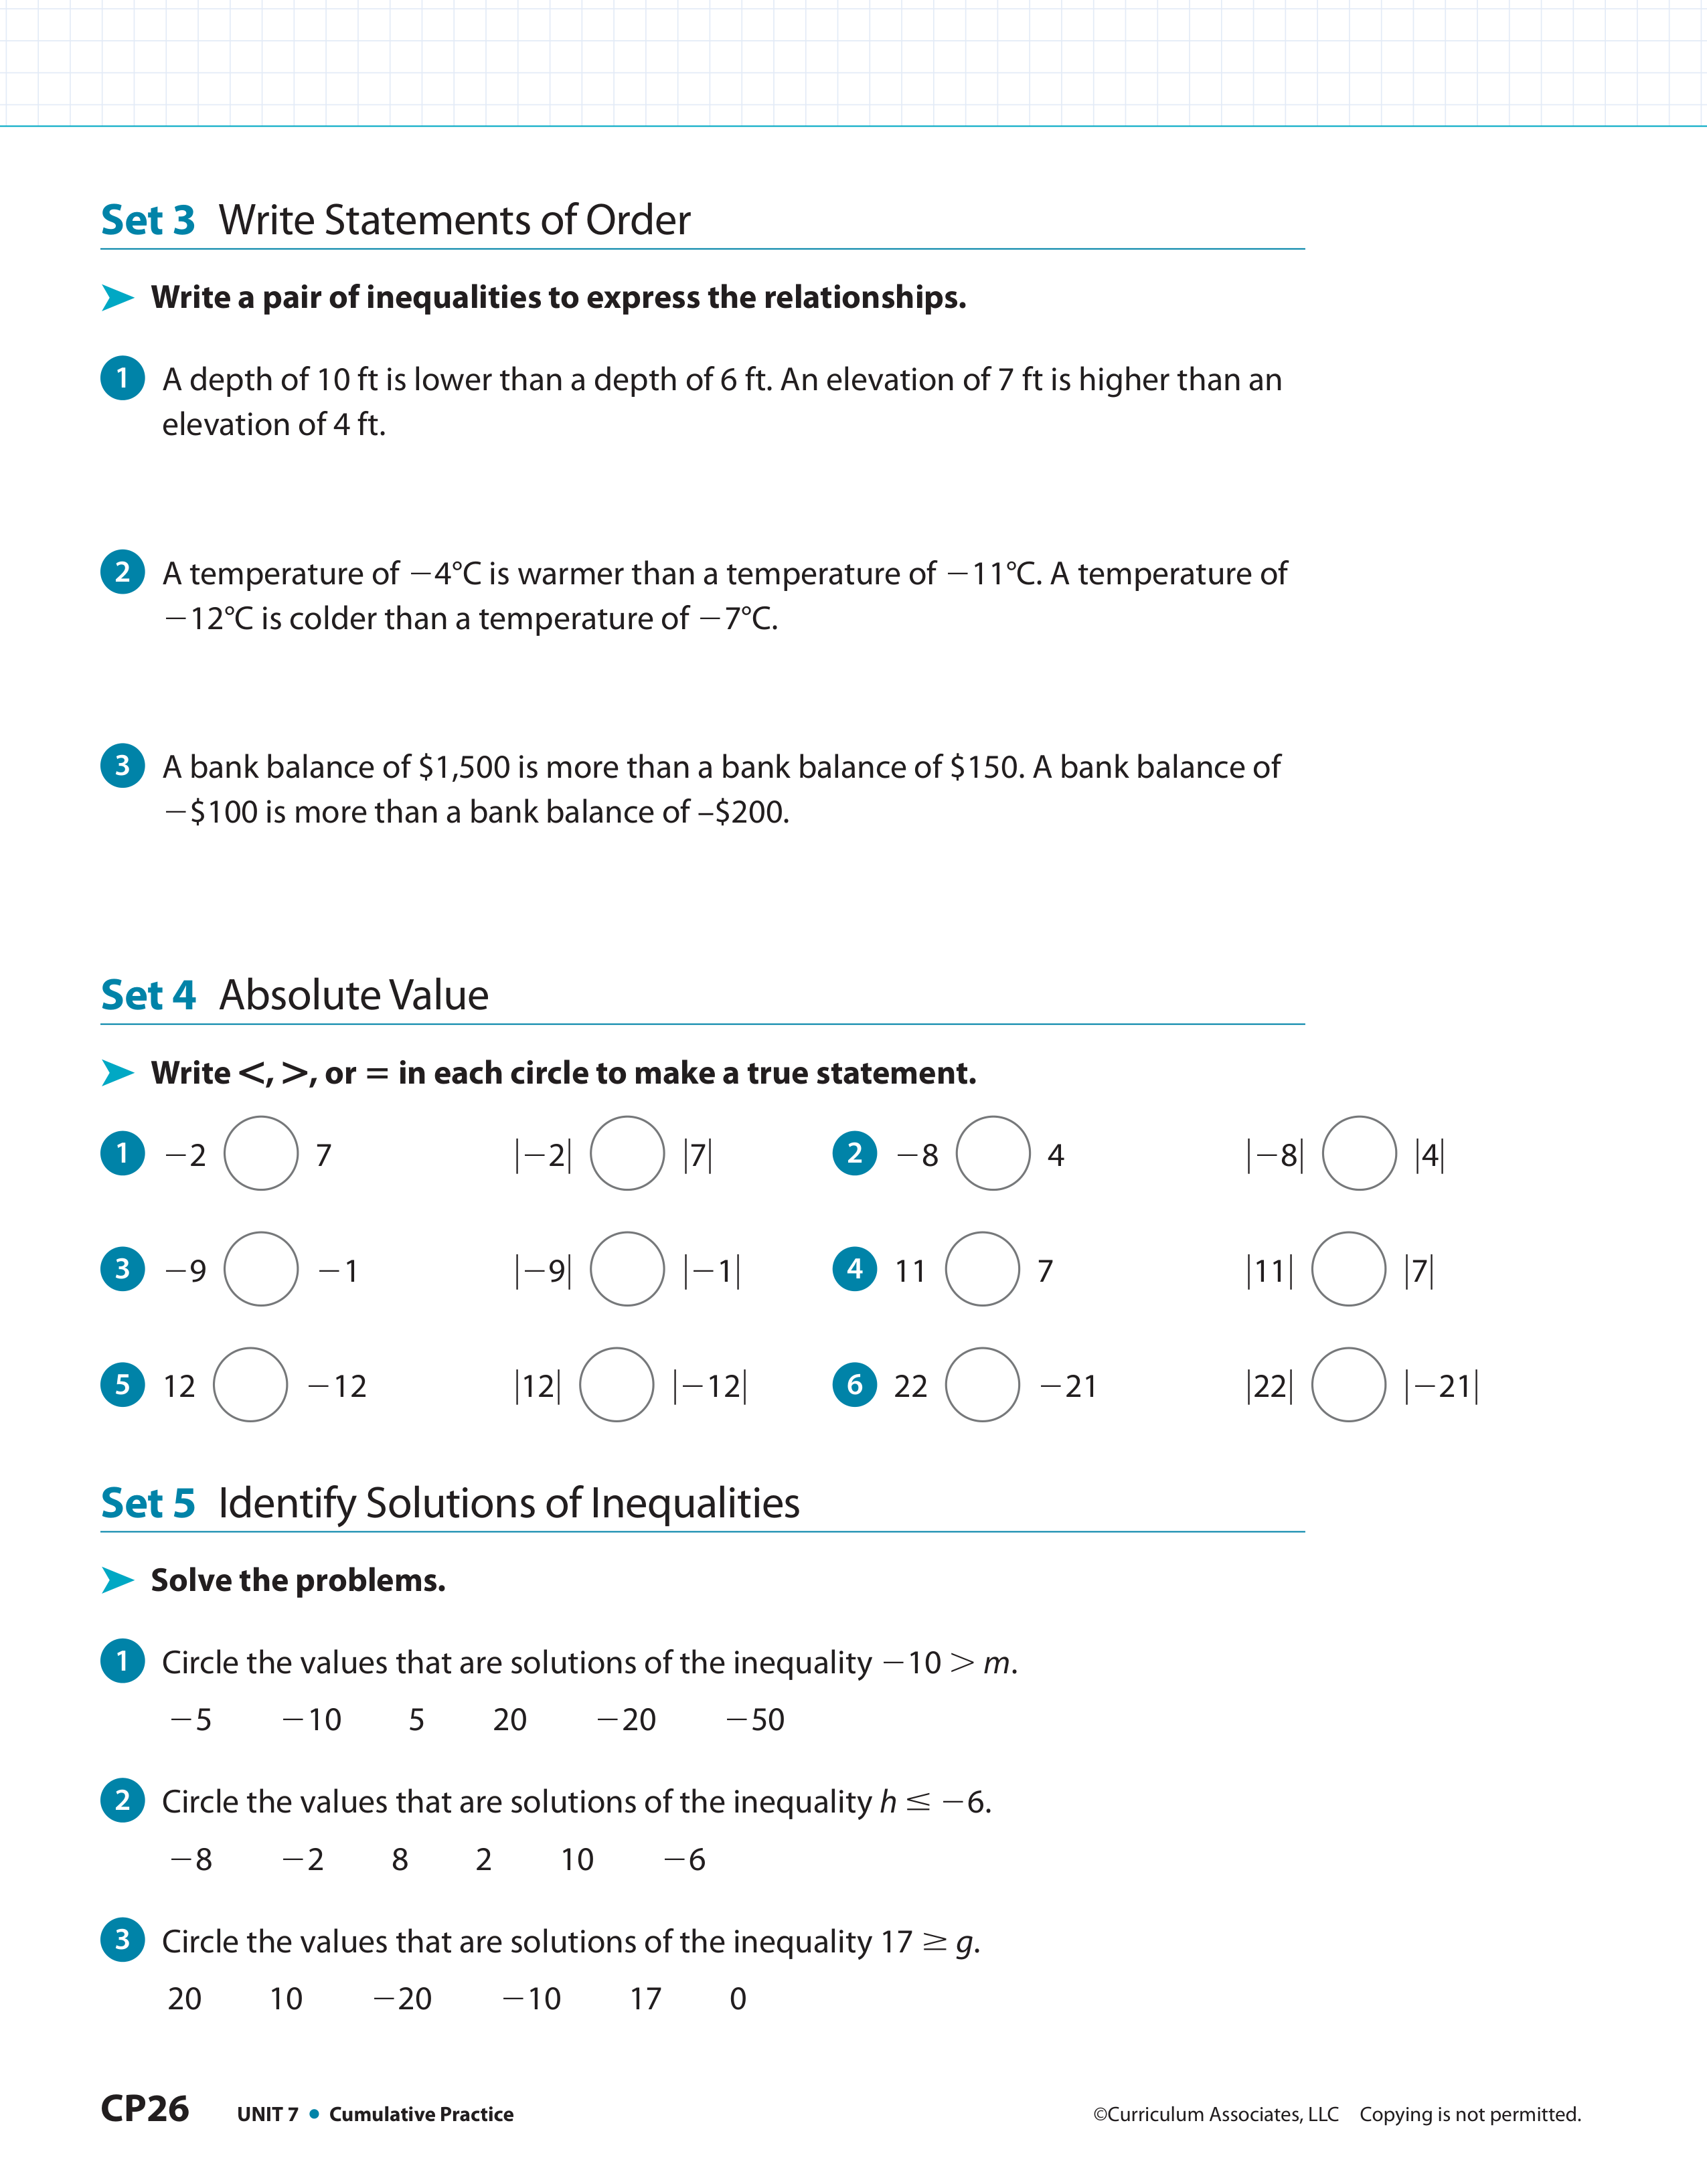 Set 3 Write Statements of Order
Write a pair of inequalities to express the relationships.
1 A depth of 10 ft is lower than a depth of 6 ft. An elevation of 7 ft is higher than an
elevation of 4 ft.
2 A temperature of −4°C is warmer than a temperature of −11°C. A temperature of
−12°C is colder than a temperature of −7°C.
3 A bank balance of $1,500 is more than a bank balance of $150. A bank balance of
−$100 is more than a bank balance of –$200.
Set 4 Absolute Value
Write <, >, or = in each circle to make a true statement.
1 −2 7 |−2| |7| 2 −8 4 |−8| |4|
3 −9 −1 |−9| |−1| 4 11 7 |11| |7|
5 12 −12 |12| |−12| 6 22 −21 |22| |−21|
Set 5 Identify Solutions of Inequalities
Solve the problems.
1 Circle the values that are solutions of the inequality −10 > m.
−5 −10 5 20 −20 −50
2 Circle the values that are solutions of the inequality h ≤ −6.
−8 −2 8 2 10 −6
3 Circle the values that are solutions of the inequality 17 ≥ g.
20 10 −20 −10 17 0
CP26 UNIT 7 • Cumulative Practice ©Curriculum Associates, LLC Copying is not permitted.